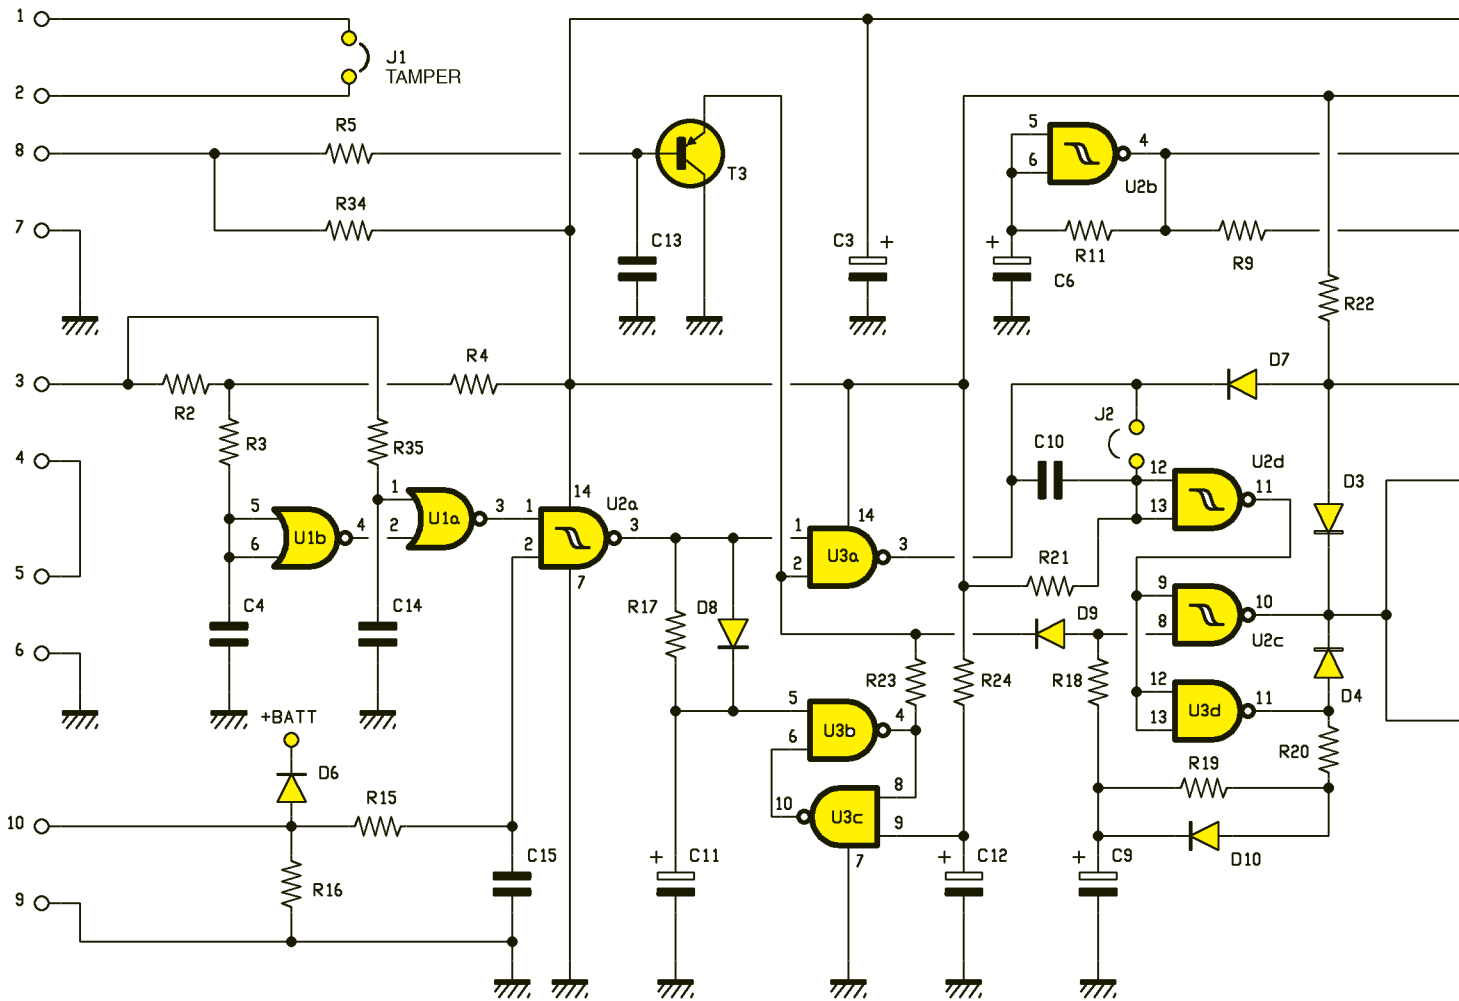 1
J1
TAMPER
2
8
R5
T3
5
6
4
U2b
R34
7
C13
C3
+
+
C6
R11
R9
R22
3
R2
R4
D7
R3
R35
J2
C10
12
13
U2d
11
D3
4
5
6
U1b
4
1
2
U1a
3
14
1
2
U2a
3
7
14
1
2
U3a
3
R21
5
C4
C14
R17
D8
D9
9
8
10
U2c
6
R23
R24
R18
12
13
U3d
11
D4
+BATT
5
6
U3b
4
D6
R20
R19
10
R15
10
U3c
8
9
7
D10
9
R16
C15
+
C11
+
C12
+
C9